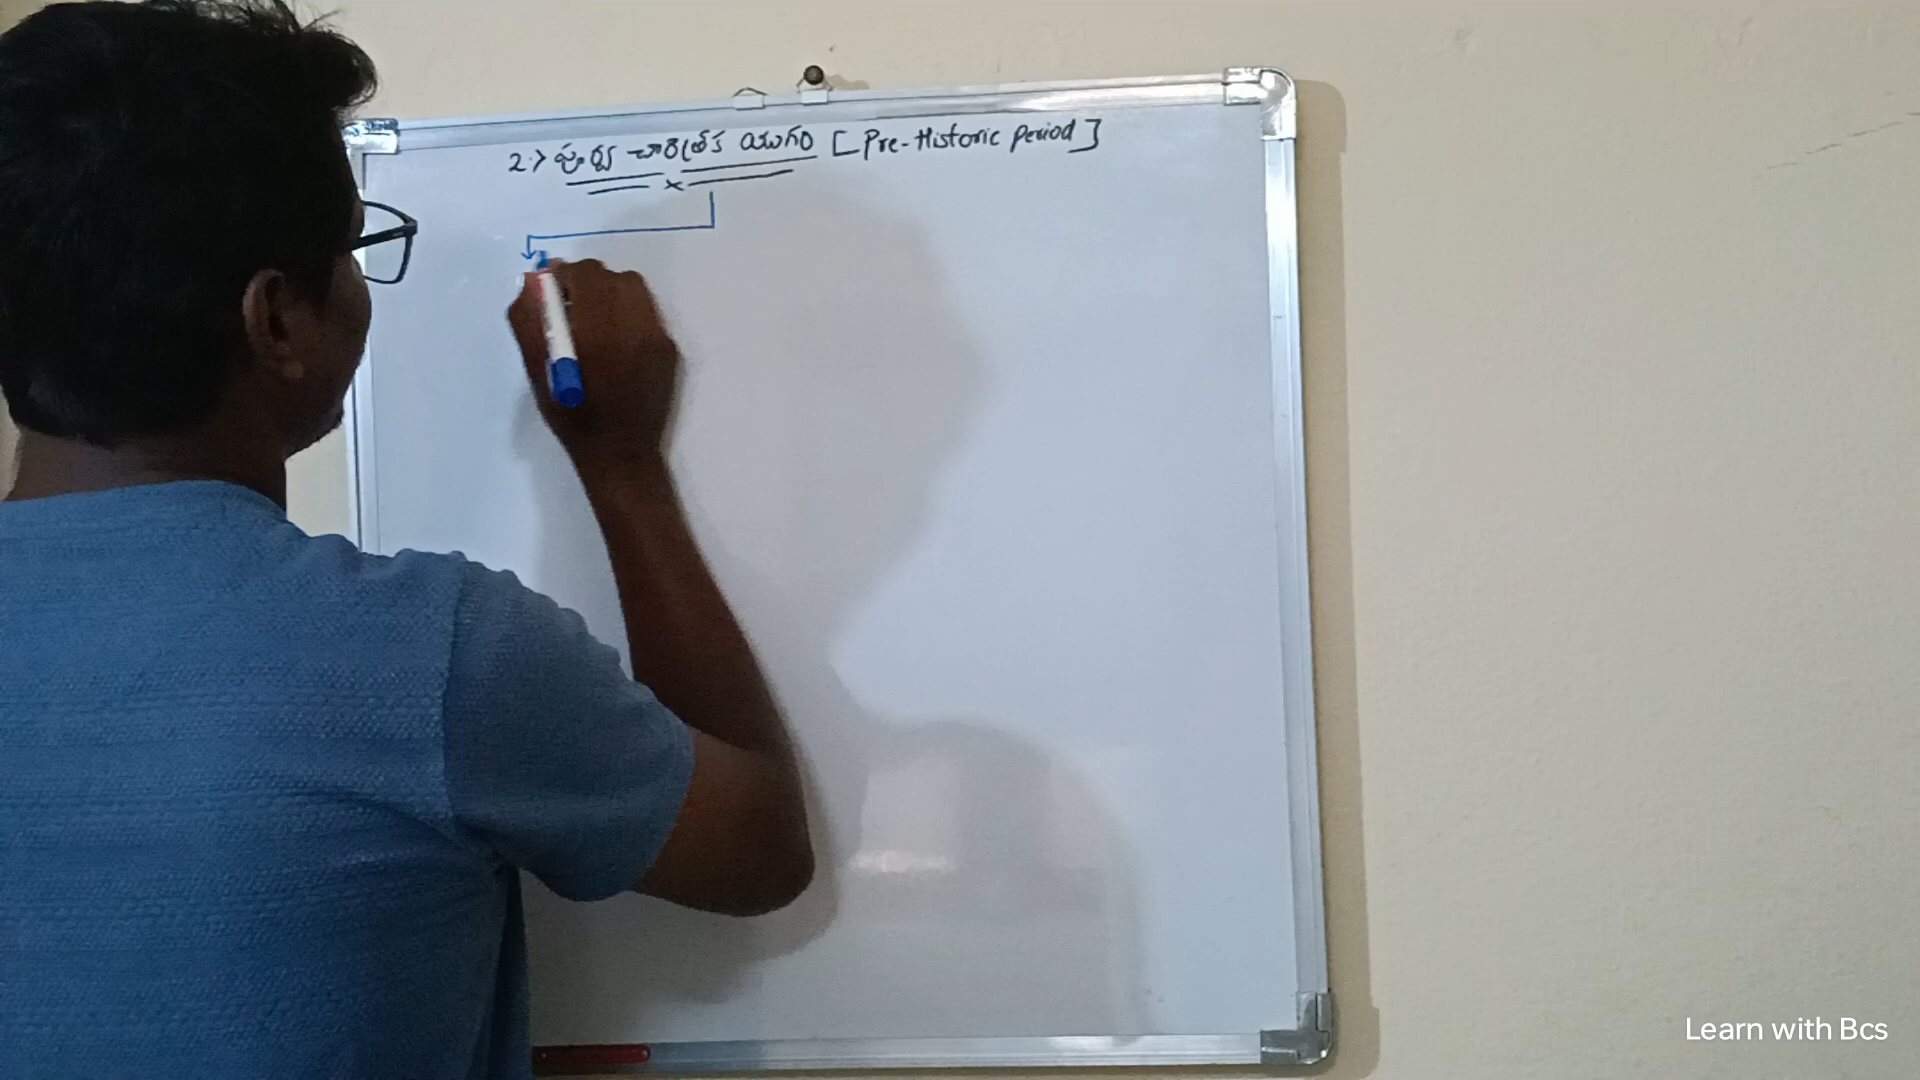 2.> పూర్వ చారిత్రక యుగం [Pre-Historic Period]
Learn with Bcs